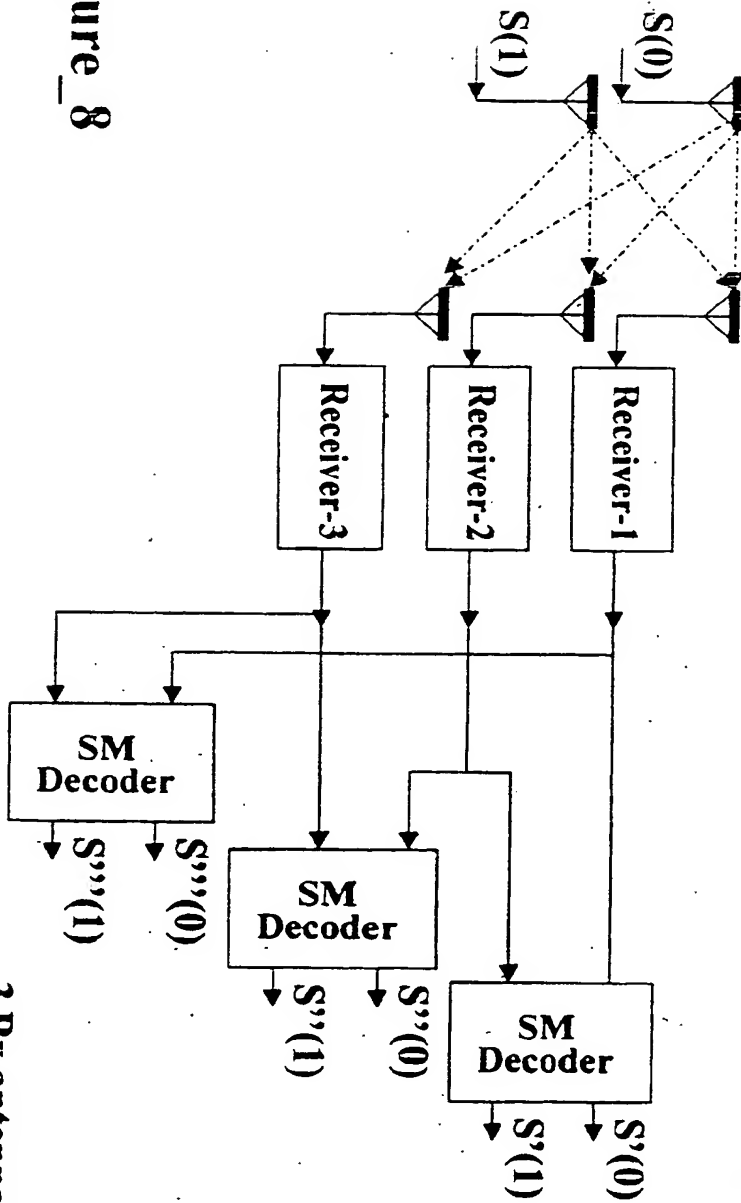 S(0)
S(1)
Receiver-1
Receiver-2
Receiver-3
SM
Decoder
S'(0)
S'(1)
SM
Decoder
S''(0)
S''(1)
SM
Decoder
S'''(0)
S'''(1)
ure_8